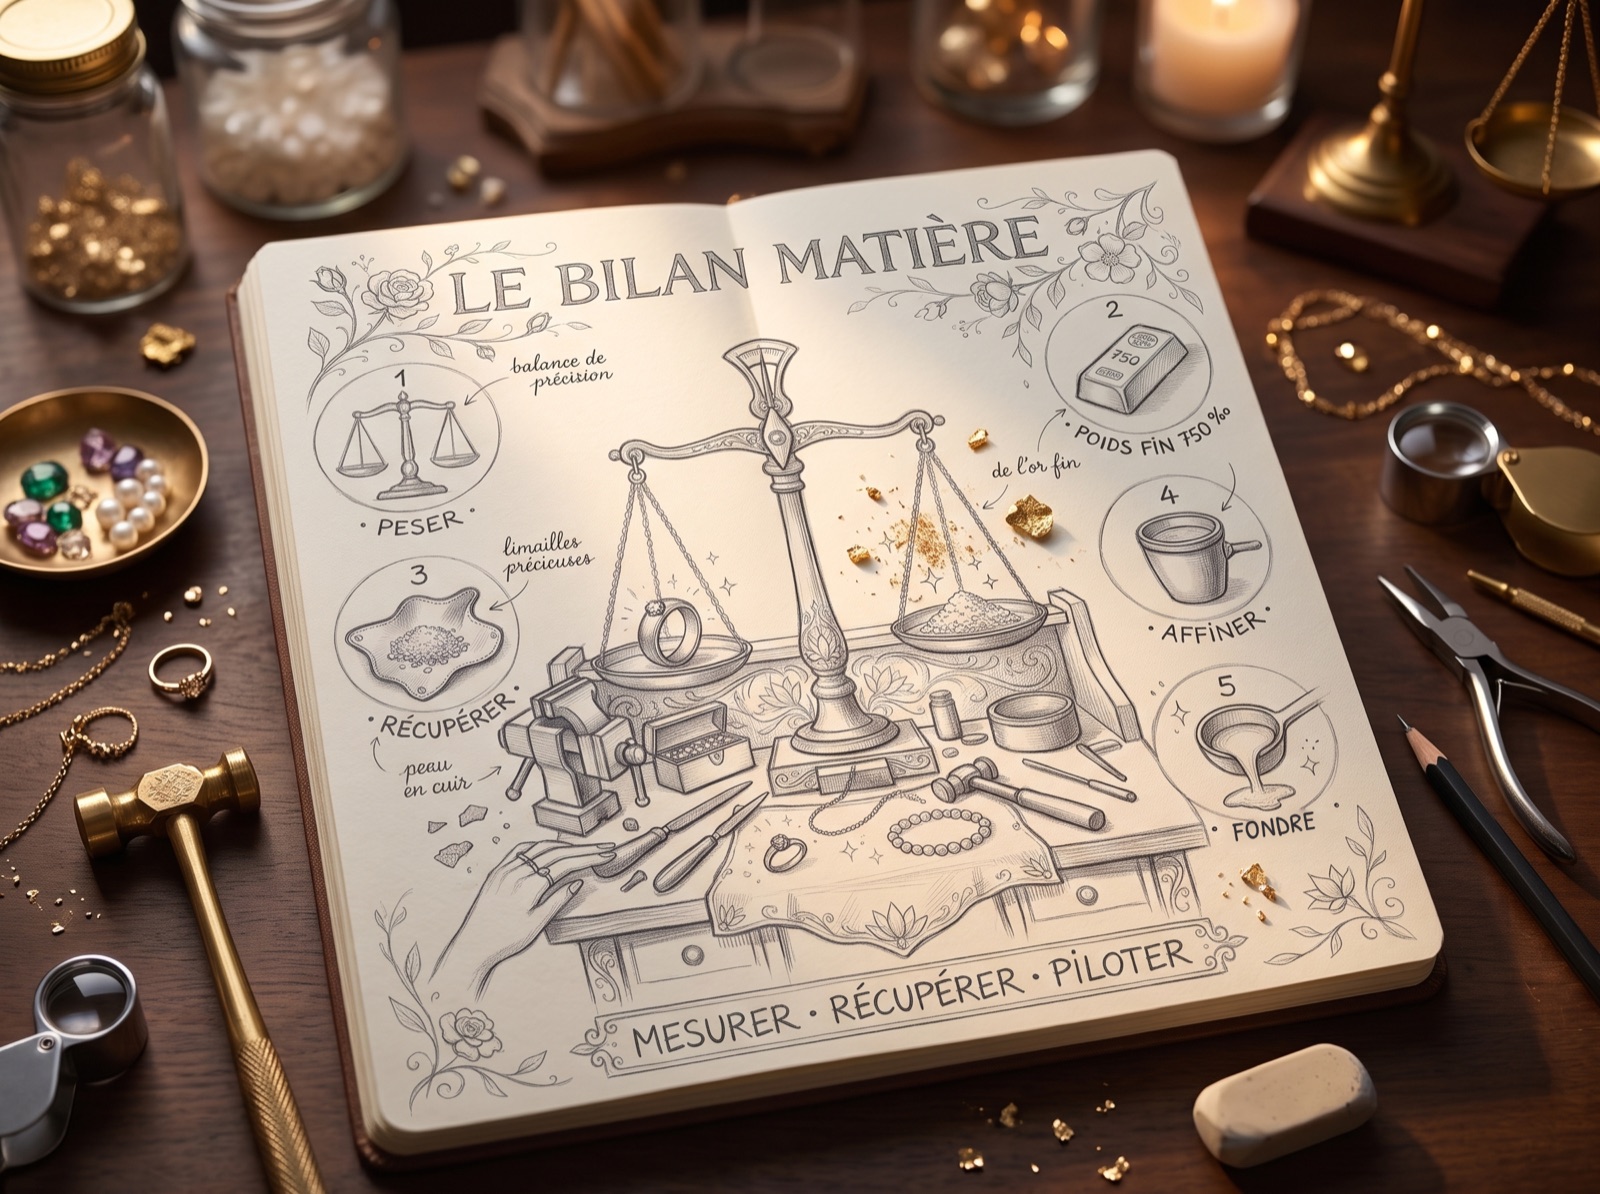 LE BILAN MATIÈRE
1
balance de
précision
· PESER ·
2
750
· POIDS FIN 750 ‰
de l'or fin
3
limailles
précicuses
· RÉCUPÉRER ·
peau
en cuir
4
· AFFINER ·
5
· FONDRE ·
MESURER · RÉCUPÉRER · PILOTER